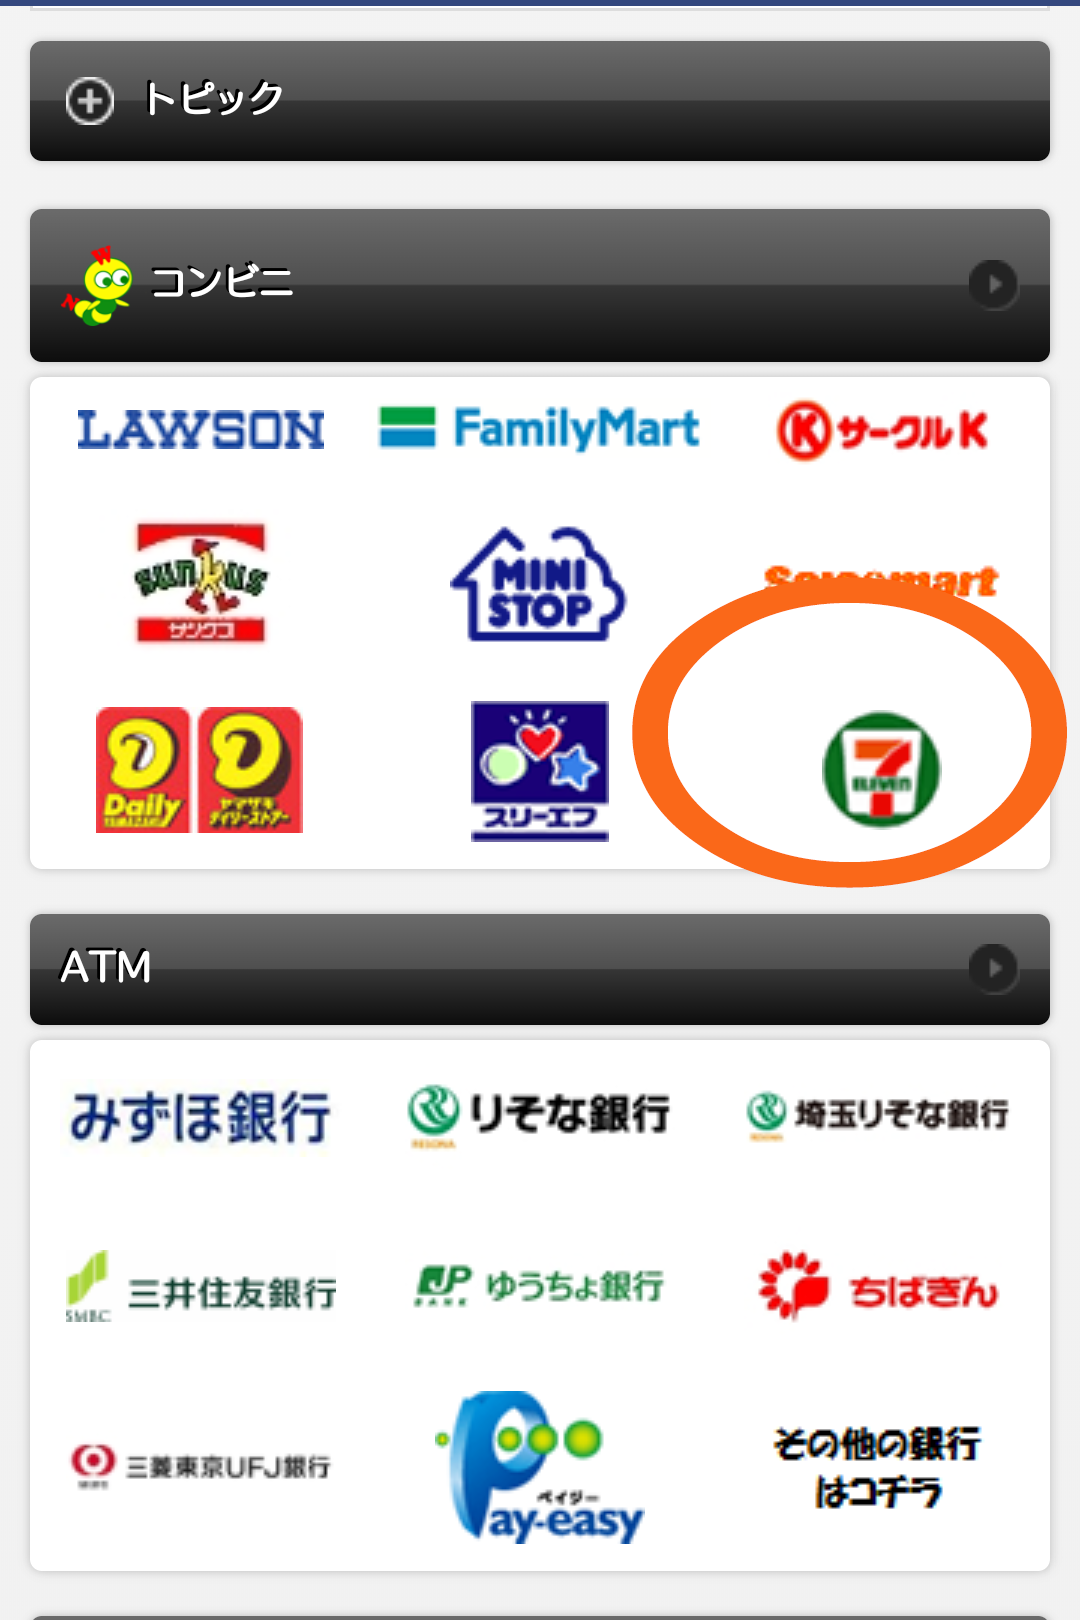 トピック
コンビニ
LAWSON
FamilyMart
サークルK
sunkus
サンクス
MINI
STOP
Daily
YAMAZAKI
ヤマザキ
デイリーストアー
スリーエフ
7
ELEVEN
ATM
みずほ銀行
RESONA
りそな銀行
埼玉りそな銀行
SMBC
三井住友銀行
JP
BANK
ゆうちょ銀行
ちばぎん
三菱東京UFJ銀行
ペイジー
Pay-easy
その他の銀行
はコチラ